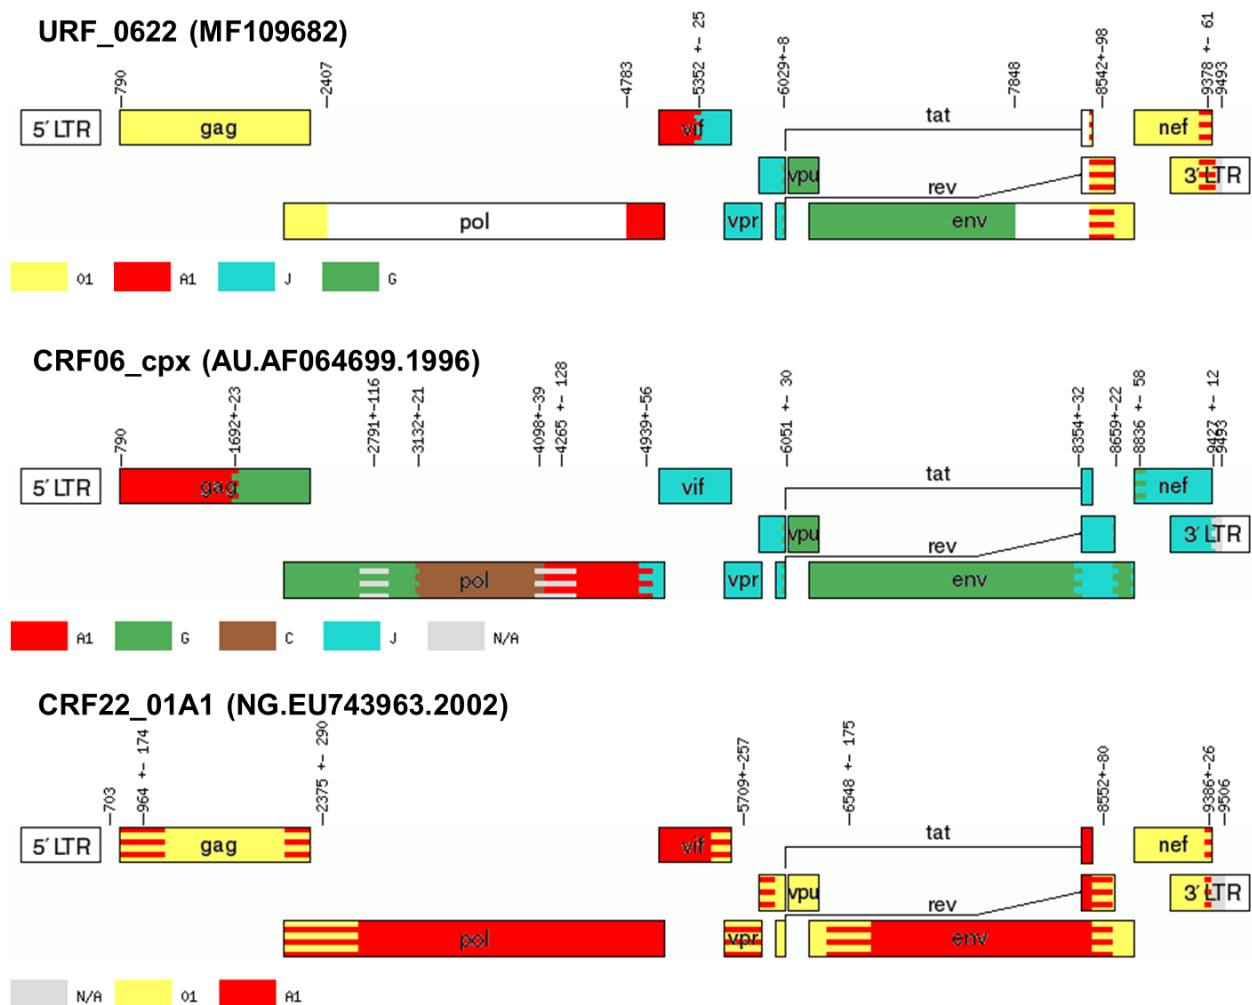 URF_0622 (MF109682)
790
2407
4783
5352 +- 25
6029+-8
7848
8542+-98
9378 +- 61
9493
5' LTR
gag
vif
tat
nef
vpu
rev
3' LTR
pol
vpr
env
01
A1
J
G
CRF06_cpx (AU.AF064699.1996)
790
1692+-23
2791+-116
3132+-21
4098+-39
4265 +- 128
4939+-56
6051 +- 30
8354+-32
8659+-22
8836 +- 58
9427 +- 12
9493
5' LTR
gag
vif
tat
nef
vpu
rev
3' LTR
pol
vpr
env
A1
G
C
J
N/A
CRF22_01A1 (NG.EU743963.2002)
703
964 +- 174
2375 +- 290
5709+-257
6548 +- 175
8552+-80
9386+-26
9506
5' LTR
gag
vif
tat
nef
vpu
rev
3' LTR
pol
vpr
env
N/A
01
A1